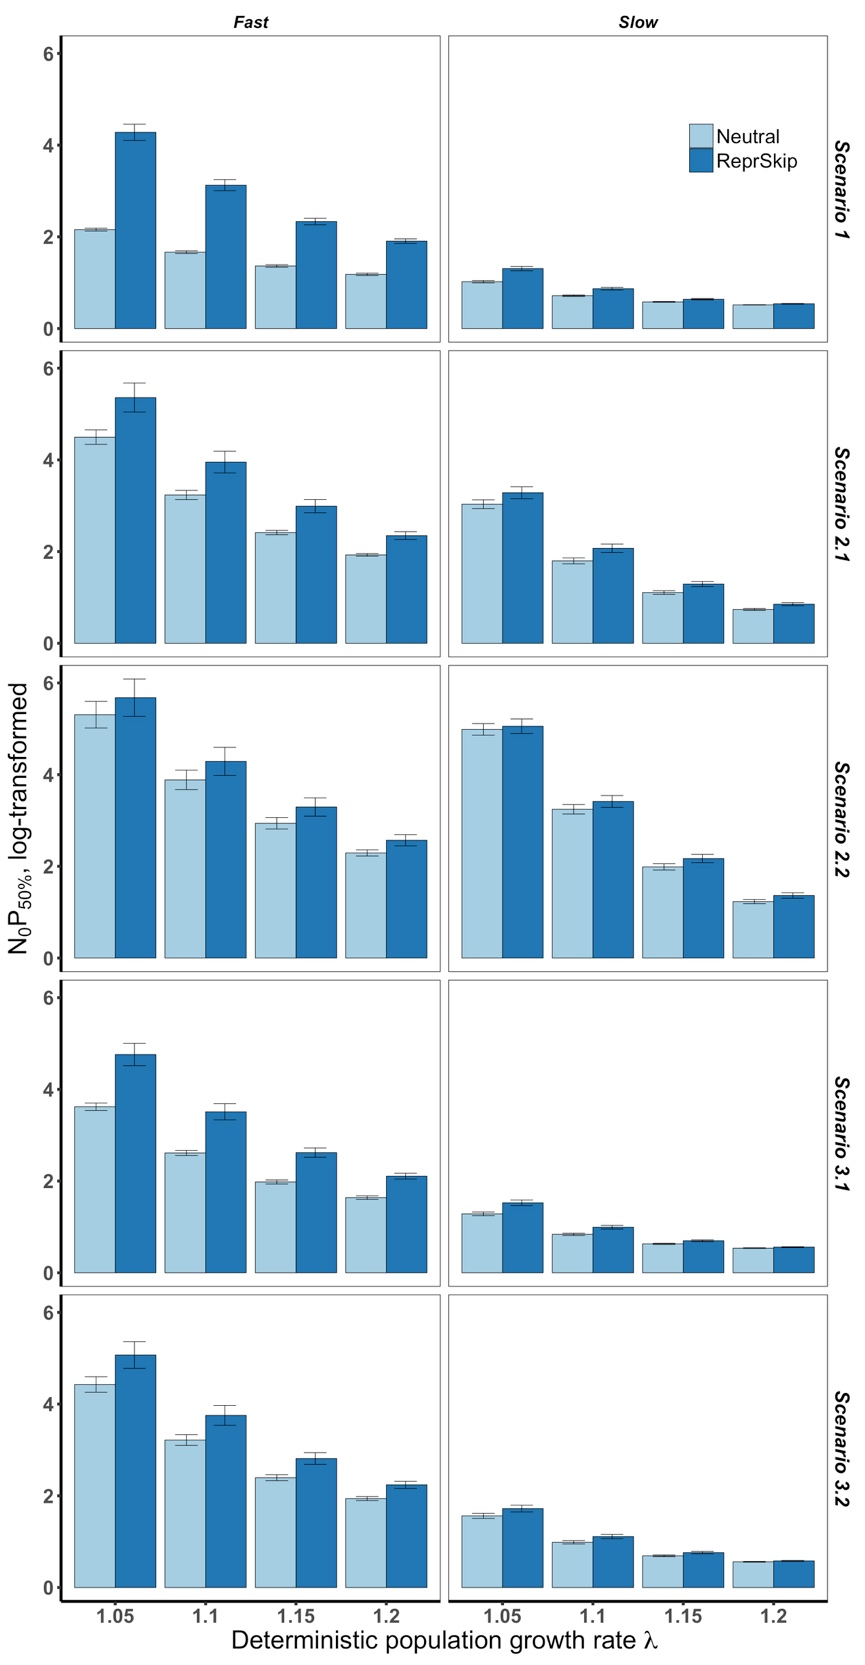 Fast Slow
6
4
2
0
Neutral
ReprSkip
Scenario 1
6
4
2
0
Scenario 2.1
6
4
2
0
Scenario 2.2
6
4
2
0
Scenario 3.1
6
4
2
0
Scenario 3.2
N₀P₅₀%, log-transformed
1.05 1.1 1.15 1.2 1.05 1.1 1.15 1.2
Deterministic population growth rate λ